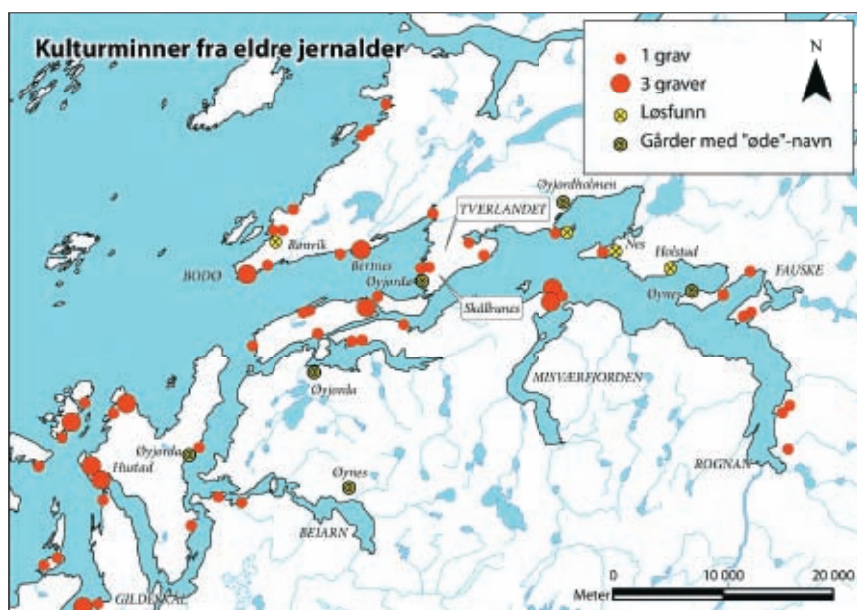 Kulturminner fra eldre jernalder
1 grav
3 graver
Løsfunn
Gårder med "øde"-navn
N
Øyjordholmen
TVERLANDET
Rønvik
Nes
Holstad
BODØ
Bertnes
Øyjorda
FAUSKE
Øynes
Skålbunes
Øyjorda
MISVÆRFJORDEN
Øyjorda
Hustad
Øynes
ROGNAN
BEIARN
GILDESKÅL
0 10 000 20 000
Meter